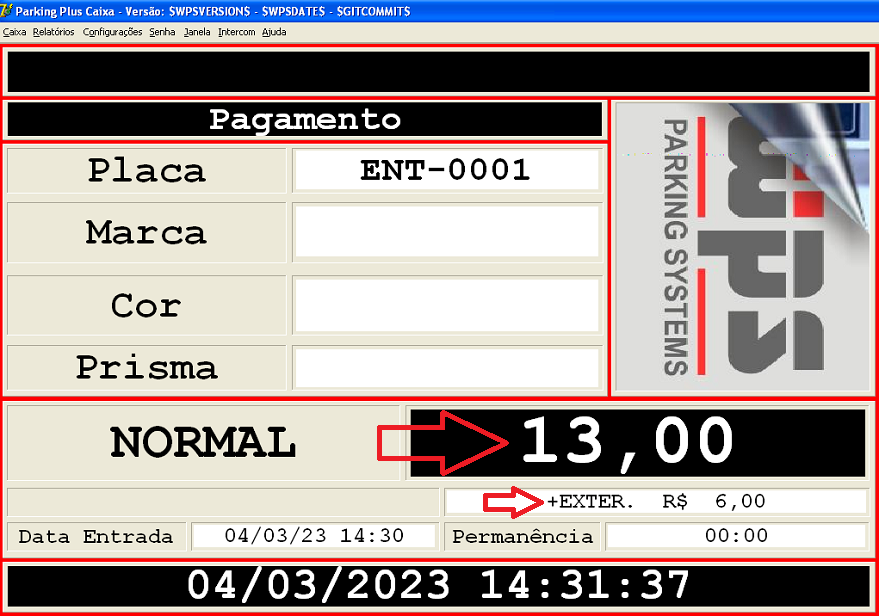 Parking Plus Caixa - Versão: $WPSVERSION$ - $WPSDATE$ - $GITCOMMIT$
Caixa Relatórios Configurações Senha Janela Intercom Ajuda
Pagamento
Placa ENT-0001
Marca
Cor
Prisma
wps
PARKING SYSTEMS
NORMAL 13,00
+EXTER. R$ 6,00
Data Entrada 04/03/23 14:30 Permanência 00:00
04/03/2023 14:31:37